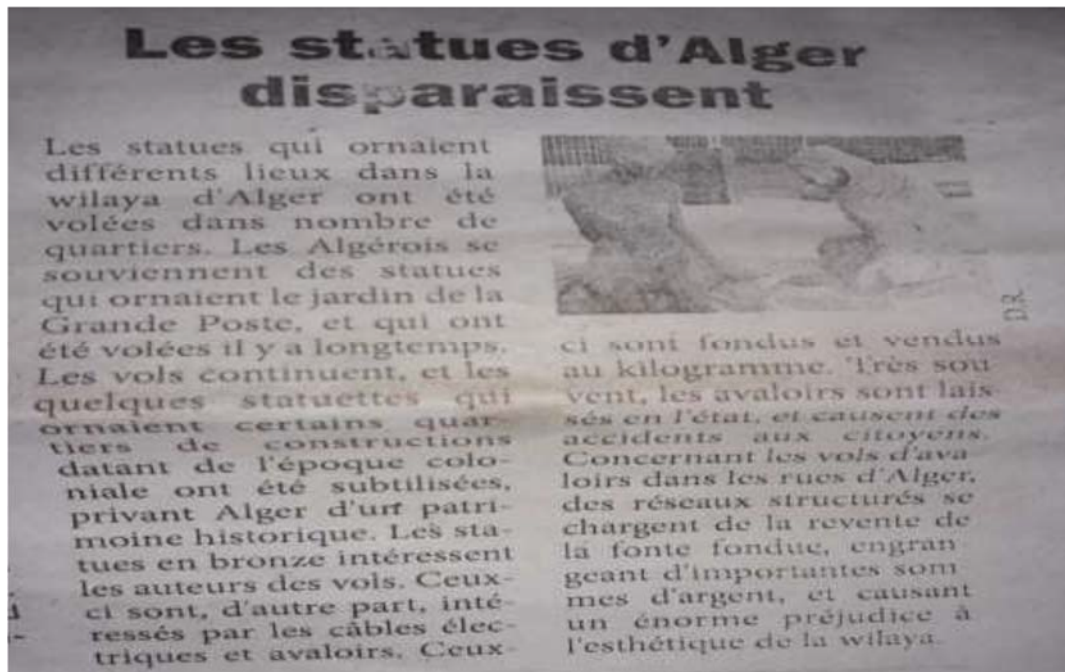 Les statues d'Alger
disparaissent
Les statues qui ornaient
différents lieux dans la
wilaya d'Alger ont été
volées dans nombre de
quartiers. Les Algérois se
souviennent des statues
qui ornaient le jardin de la
Grande Poste, et qui ont
été volées il y a longtemps.
Les vols continuent, et les
quelques statuettes qui
ornaient certains quar-
tiers de constructions
datant de l'époque colo-
niale ont été subtilisées,
privant Alger d'un patri-
moine historique. Les sta-
tues en bronze intéressent
les auteurs des vols. Ceux-
ci sont, d'autre part, inté-
ressés par les câbles élec-
triques et avaloirs. Ceux-
D.R
ci sont fondus et vendus
au kilogramme. Très sou
vent, les avaloirs sont lais-
sés en l'état, et causent des
accidents aux citoyens.
Concernant les vols d'ava
loirs dans les rues d'Alger,
des réseaux structurés se
chargent de la revente de
la fonte fondue, engran-
geant d'importantes som
mes d'argent, et causant
un énorme préjudice à
l'esthétique de la wilaya.